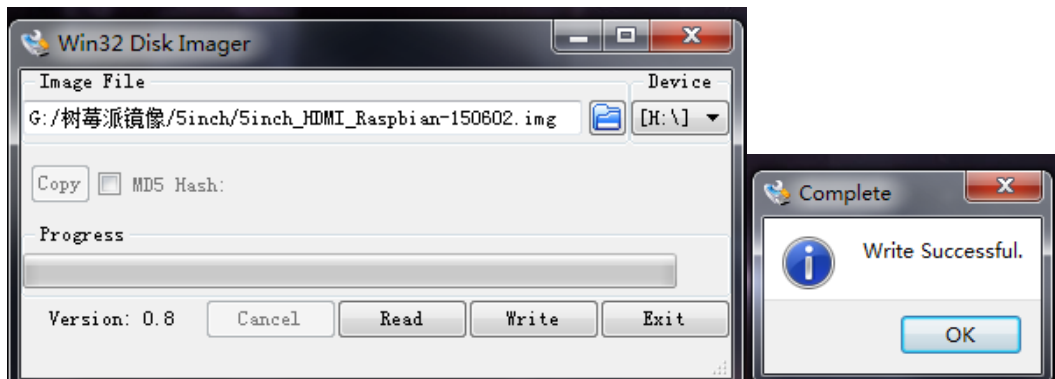 Win32 Disk Imager
Image File
Device
G:/树莓派镜像/5inch/5inch_HDMI_Raspbian-150602.img
[H:\]
Copy
MD5 Hash:
Progress
Version: 0.8
Cancel
Read
Write
Exit
Complete
Write Successful.
OK